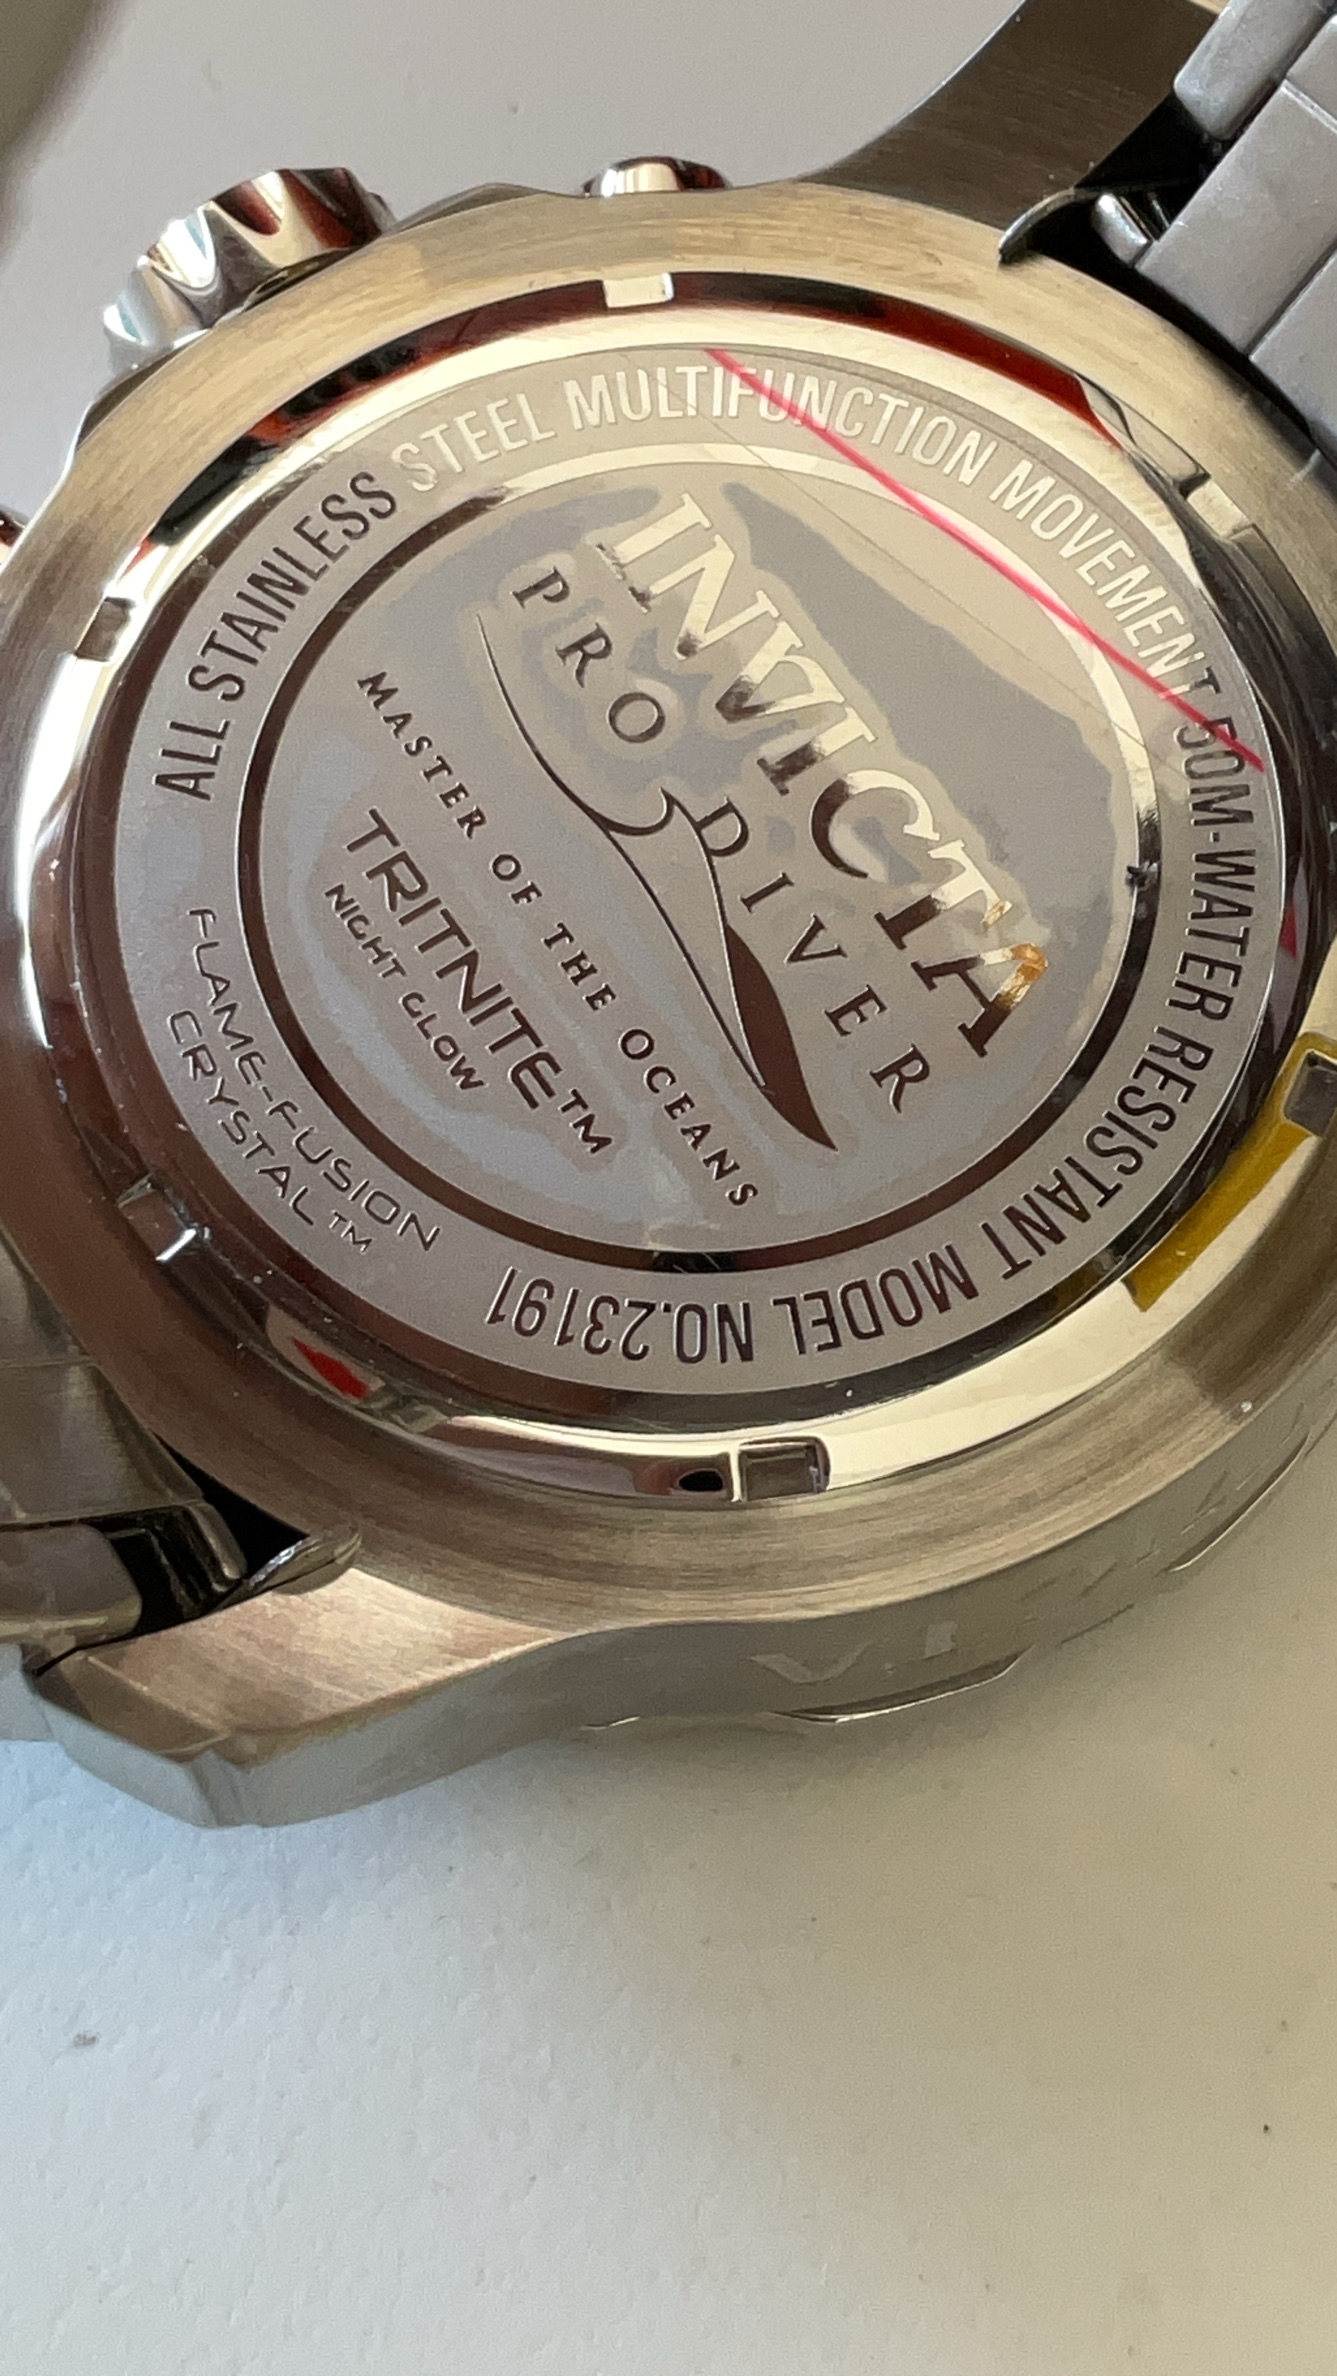 ALL STAINLESS STEEL MULTIFUNCTION MOVEMENT 50M-WATER RESISTANT MODEL NO.23191
INVICTA
PRO DIVER
MASTER OF THE OCEANS
TRITNITE™
NIGHT GLOW
FLAME-FUSION
CRYSTAL™